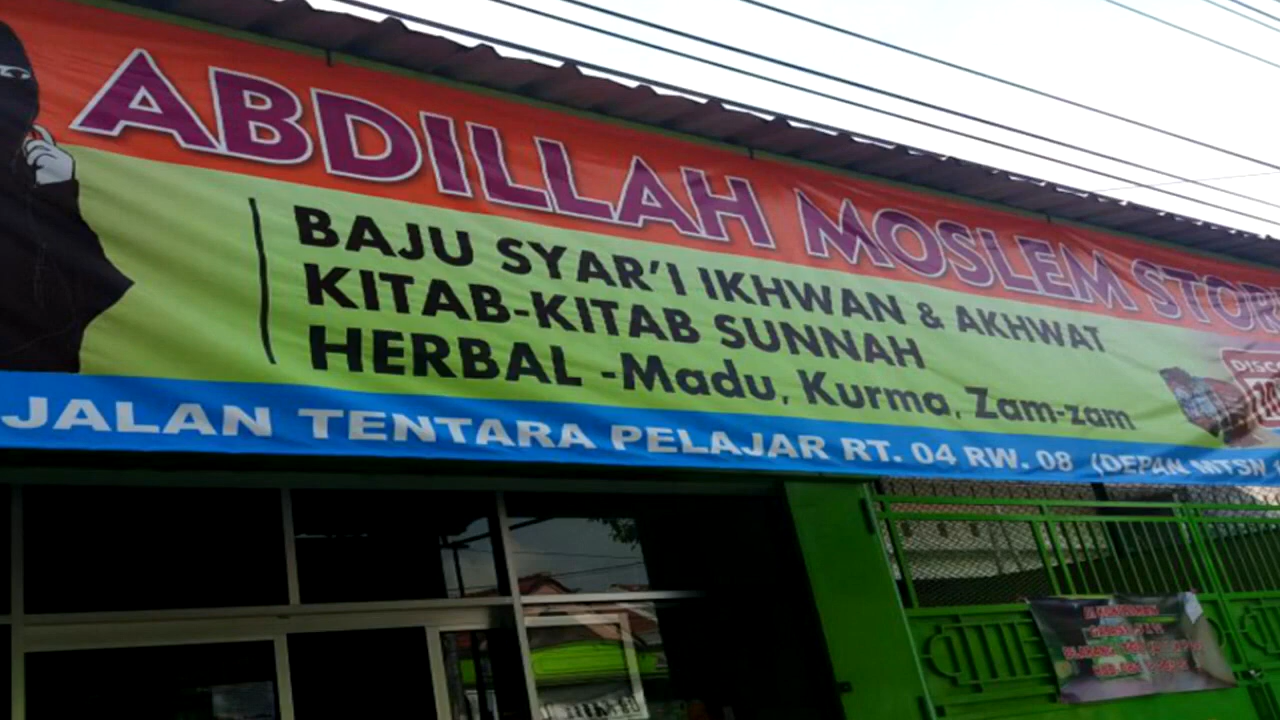 ABDILLAH MOSLEM STORE
BAJU SYAR'I IKHWAN & AKHWAT
KITAB-KITAB SUNNAH
HERBAL -Madu, Kurma, Zam-zam
JALAN TENTARA PELAJAR RT. 04 RW. 08 (DEPAN MTSN